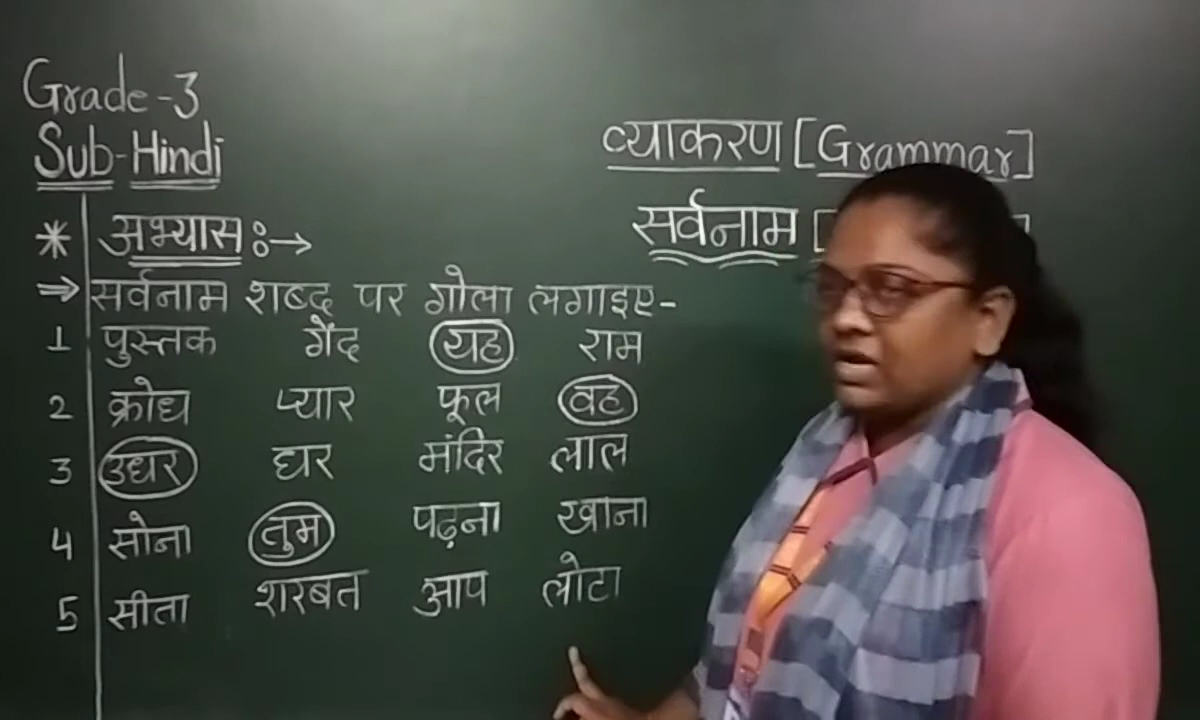 Grade-3
Sub-Hindi
व्याकरण [Grammar]
* अभ्यास :→
सर्वनाम [
⇒ सर्वनाम शब्द पर गोला लगाइए-
1 पुस्तक गेंद यह राम
2 क्रोध प्यार फूल वह
3 उधर घर मंदिर लाल
4 सोना तुम पढ़ना खाना
5 सीता शरबत आप लोटा